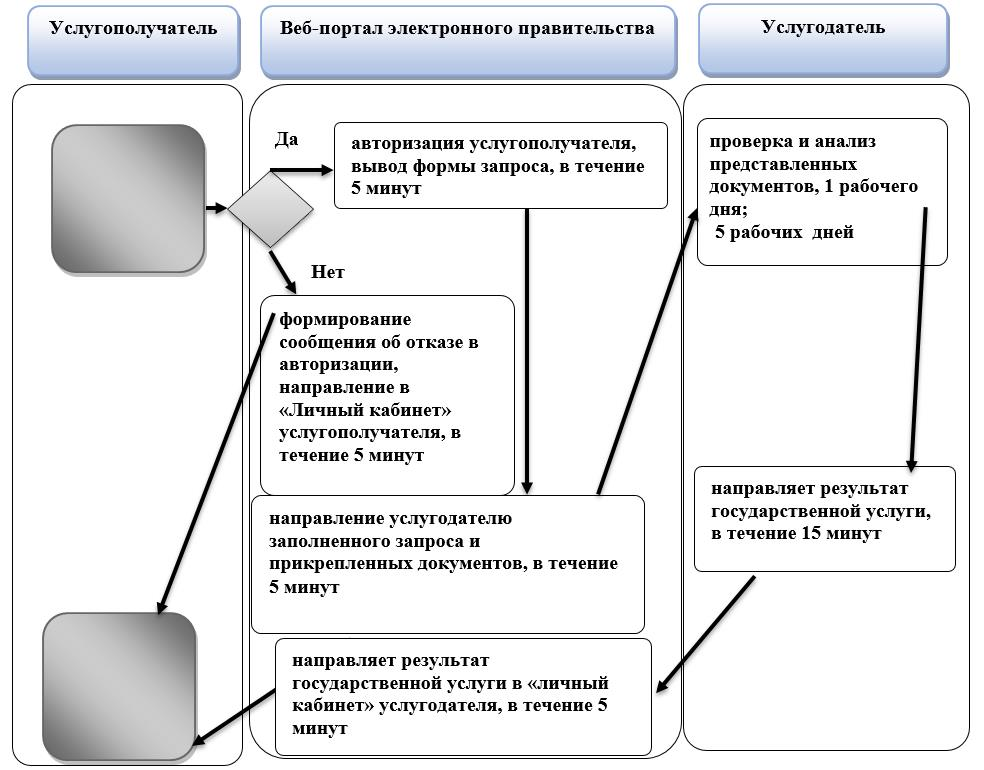 Услугополучатель
Веб-портал электронного правительства
Услугодатель
Да
авторизация услугополучателя,
вывод формы запроса, в течение
5 минут
проверка и анализ
представленных
документов, 1 рабочего
дня;
5 рабочих дней
Нет
формирование
сообщения об отказе в
авторизации,
направление в
«Личный кабинет»
услугополучателя, в
течение 5 минут
направление услугодателю
заполненного запроса и
прикрепленных документов, в течение
5 минут
направляет результат
государственной услуги,
в течение 15 минут
направляет результат
государственной услуги в «личный
кабинет» услугодателя, в течение 5
минут